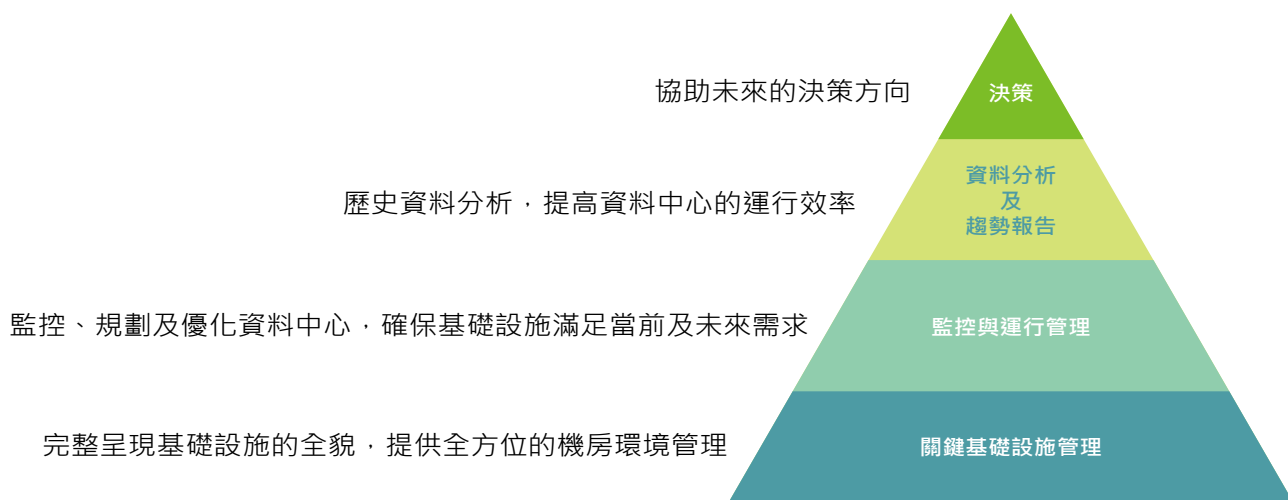 協助未來的決策方向
決策
歷史資料分析，提高資料中心的運行效率
資料分析
及
趨勢報告
監控、規劃及優化資料中心，確保基礎設施滿足當前及未來需求
監控與運行管理
完整呈現基礎設施的全貌，提供全方位的機房環境管理
關鍵基礎設施管理